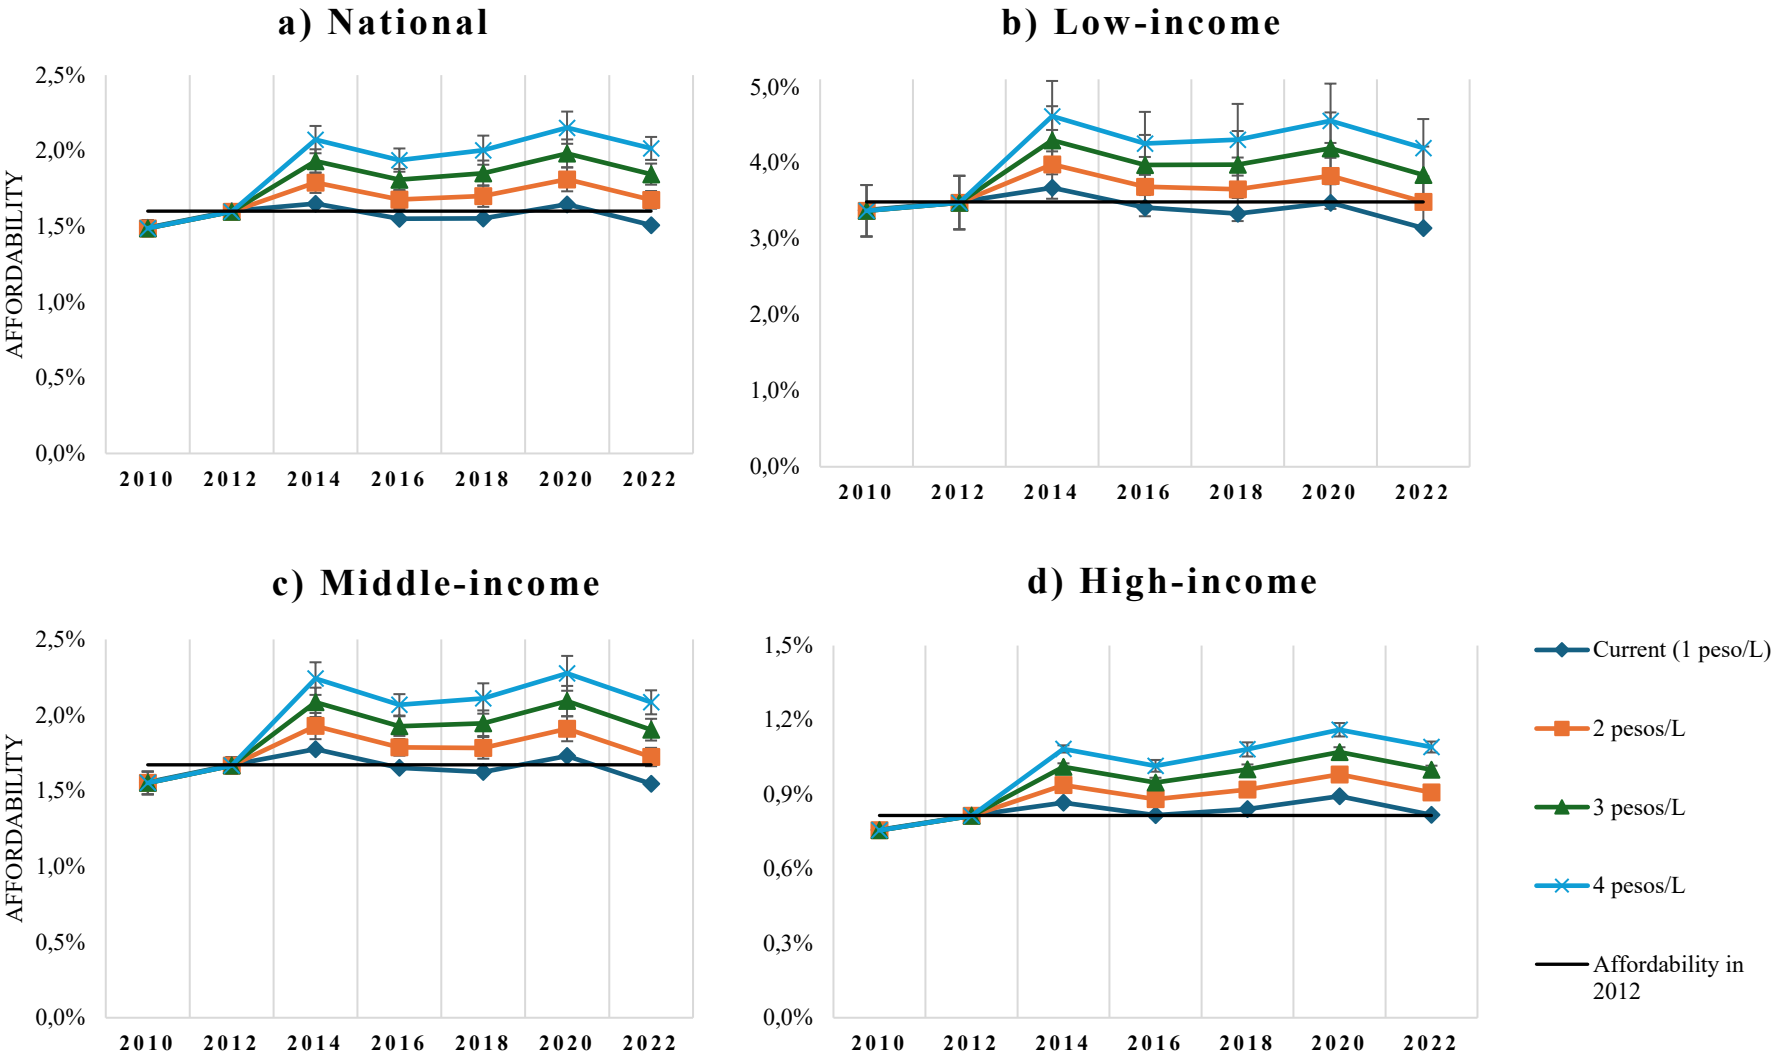 a) National
AFFORDABILITY
2,5%
2,0%
1,5%
1,0%
0,5%
0,0%
2010 2012 2014 2016 2018 2020 2022
b) Low-income
5,0%
4,0%
3,0%
2,0%
1,0%
0,0%
2010 2012 2014 2016 2018 2020 2022
c) Middle-income
AFFORDABILITY
2,5%
2,0%
1,5%
1,0%
0,5%
0,0%
2010 2012 2014 2016 2018 2020 2022
d) High-income
1,5%
1,2%
0,9%
0,6%
0,3%
0,0%
2010 2012 2014 2016 2018 2020 2022
Current (1 peso/L)
2 pesos/L
3 pesos/L
4 pesos/L
Affordability in
2012